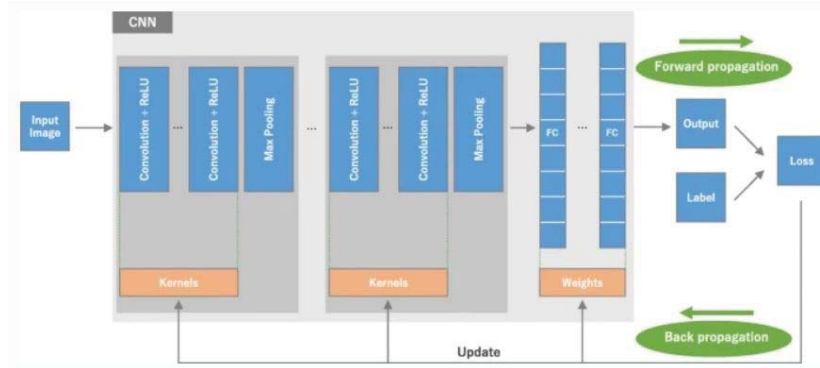 CNN
Forward propagation
Input
Image
Convolution + ReLU
...
Convolution + ReLU
Max Pooling
...
Convolution + ReLU
...
Convolution + ReLU
Max Pooling
FC
...
FC
Output
Label
Loss
Kernels
Kernels
Weights
Back propagation
Update